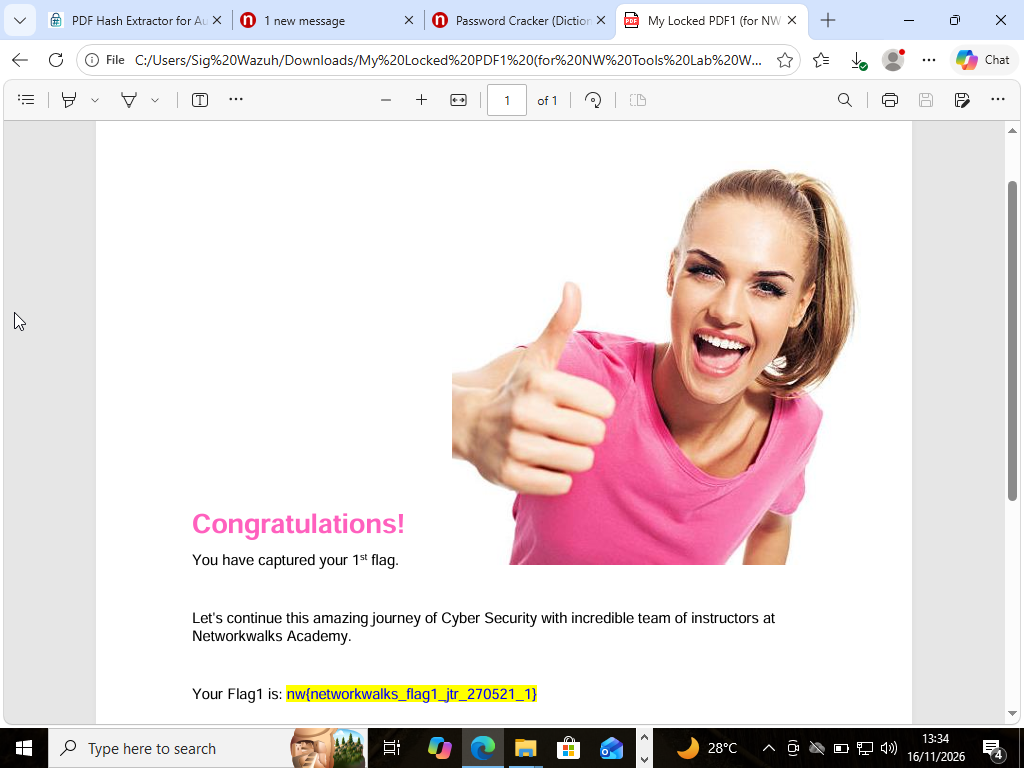 PDF Hash Extractor for Au
1 new message
Password Cracker (Diction
My Locked PDF1 (for NW
File
C:/Users/Sig%20Wazuh/Downloads/My%20Locked%20PDF1%20(for%20NW%20Tools%20Lab%20W...
Chat
1 of 1
Congratulations!
You have captured your 1st flag.
Let's continue this amazing journey of Cyber Security with incredible team of instructors at
Networkwalks Academy.
Your Flag1 is: nw{networkwalks_flag1_jtr_270521_1}
Type here to search
28°C
13:34
16/11/2026
4